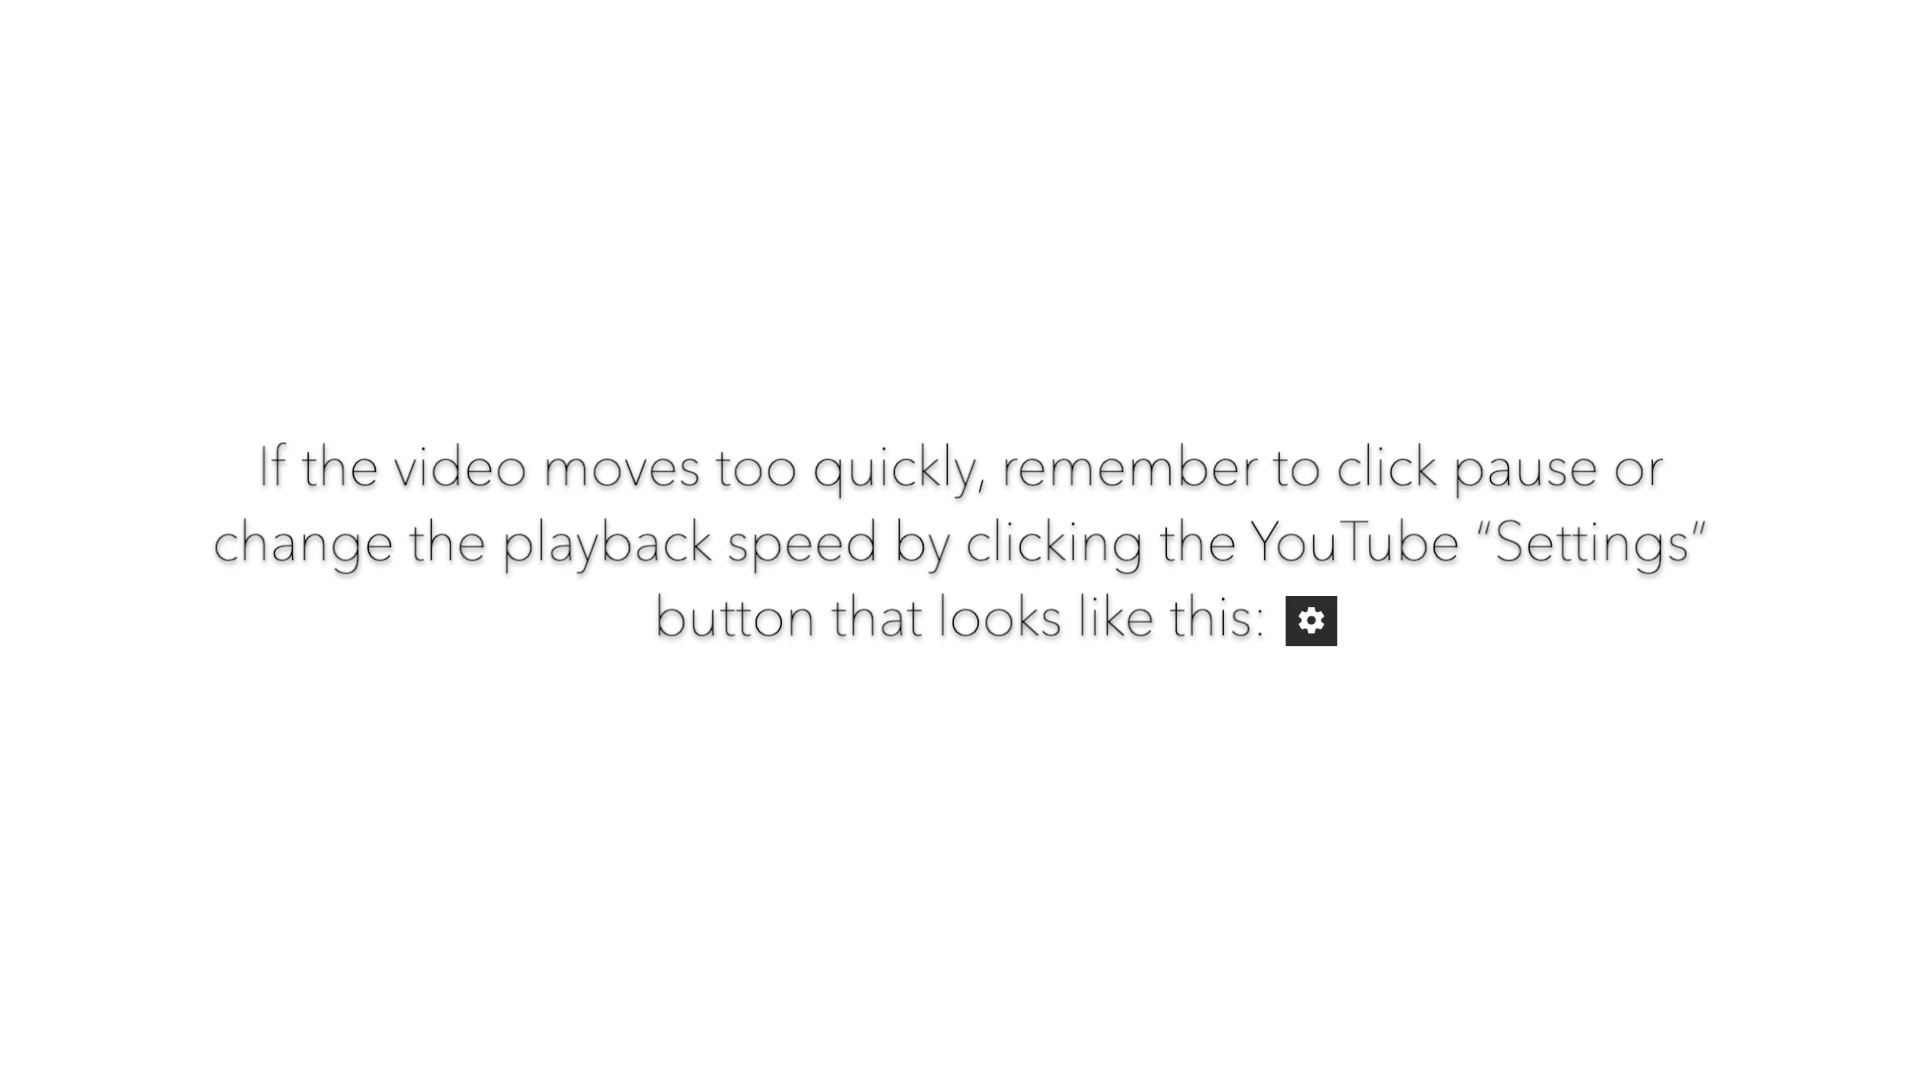 If the video moves too quickly, remember to click pause or
change the playback speed by clicking the YouTube “Settings”
button that looks like this: